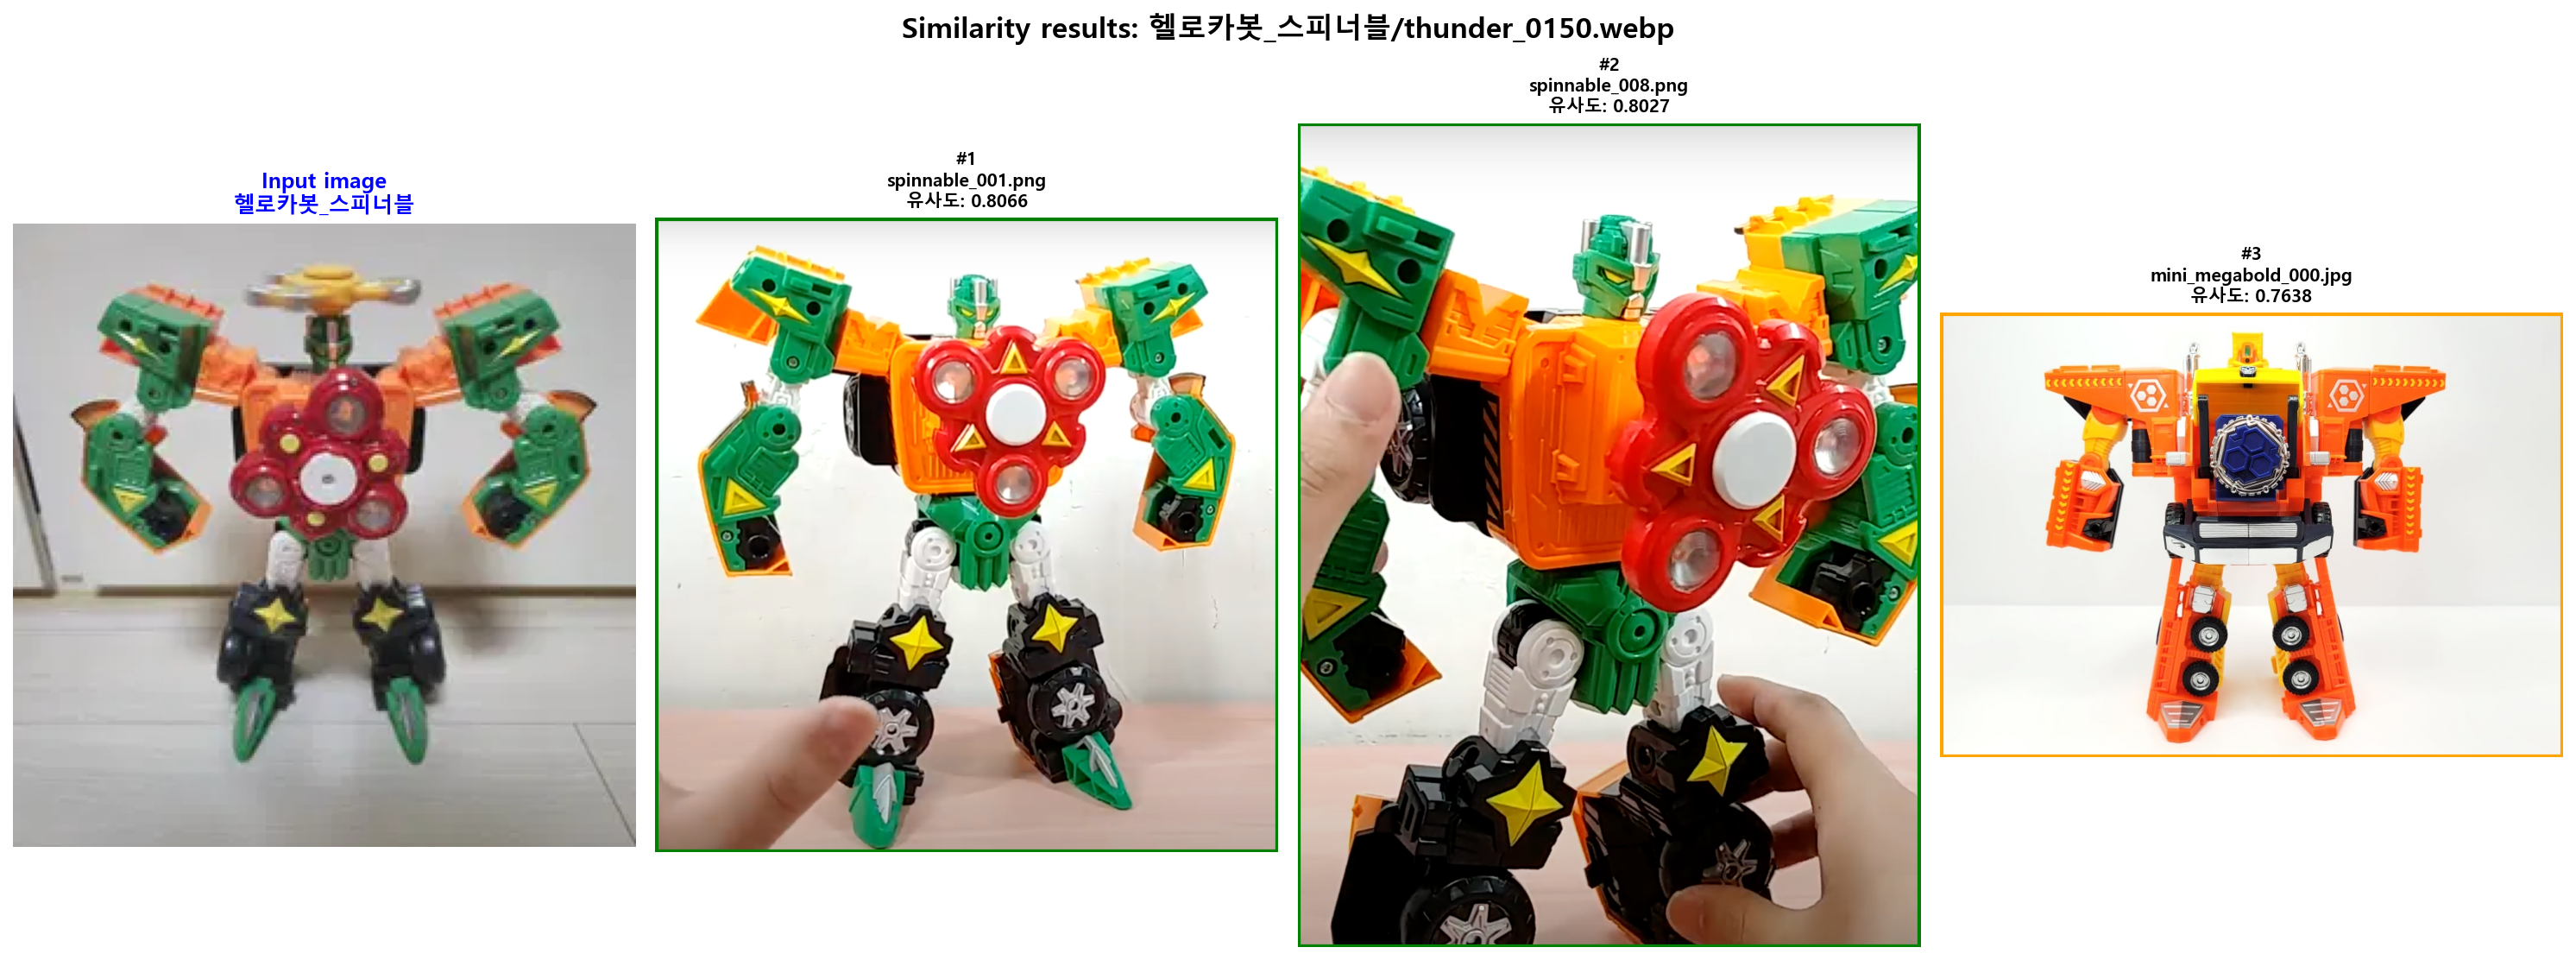 Similarity results: 헬로카봇_스피너블/thunder_0150.webp
Input image
헬로카봇_스피너블
#1
spinnable_001.png
유사도: 0.8066
#2
spinnable_008.png
유사도: 0.8027
#3
mini_megabold_000.jpg
유사도: 0.7638